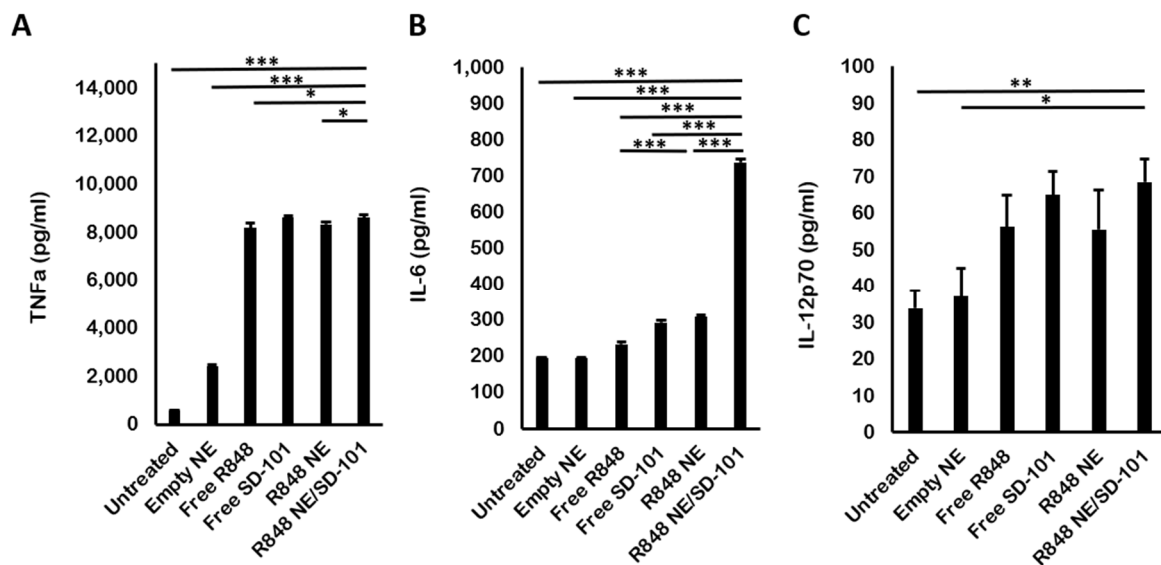 A
TNFa (pg/ml)
14,000
12,000
10,000
8,000
6,000
4,000
2,000
0
***
***
*
*
Untreated
Empty NE
Free R848
Free SD-101
R848 NE
R848 NE/SD-101
B
IL-6 (pg/ml)
1,000
900
800
700
600
500
400
300
200
100
0
***
***
***
***
*** ***
Untreated
Empty NE
Free R848
Free SD-101
R848 NE
R848 NE/SD-101
C
IL-12p70 (pg/ml)
100
90
80
70
60
50
40
30
20
10
0
**
*
Untreated
Empty NE
Free R848
Free SD-101
R848 NE
R848 NE/SD-101